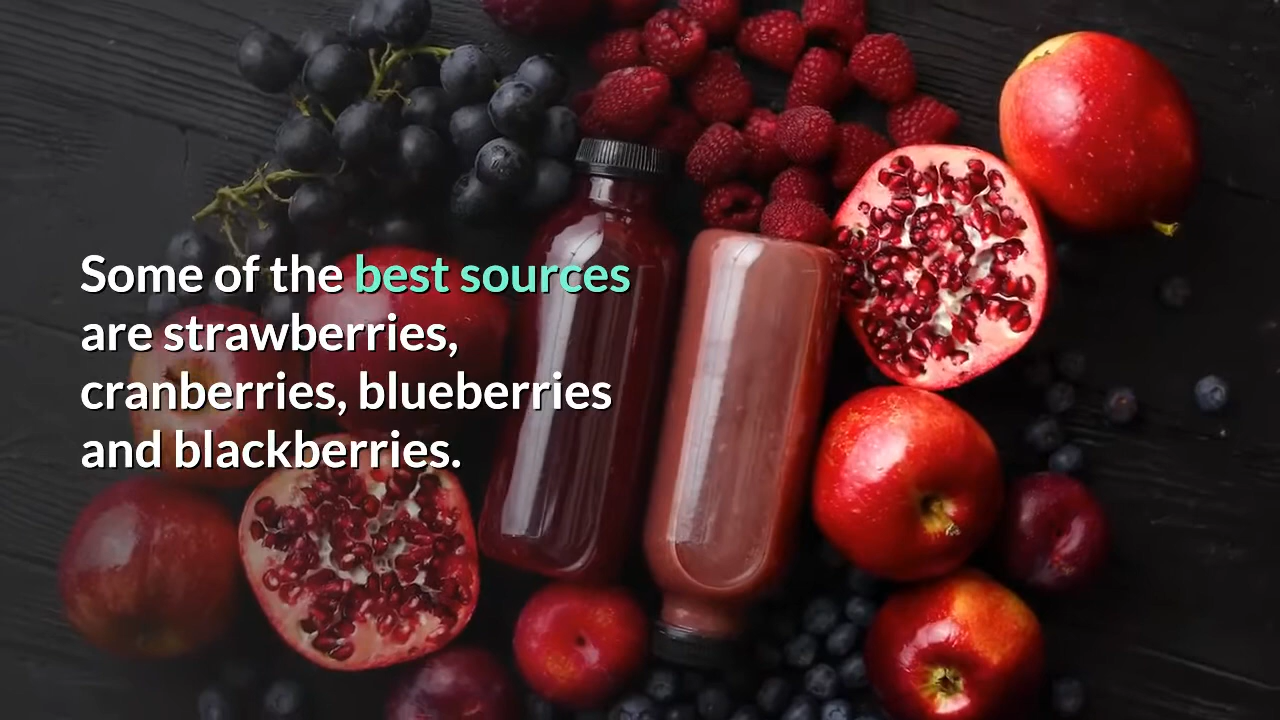 Some of the best sources
are strawberries,
cranberries, blueberries
and blackberries.